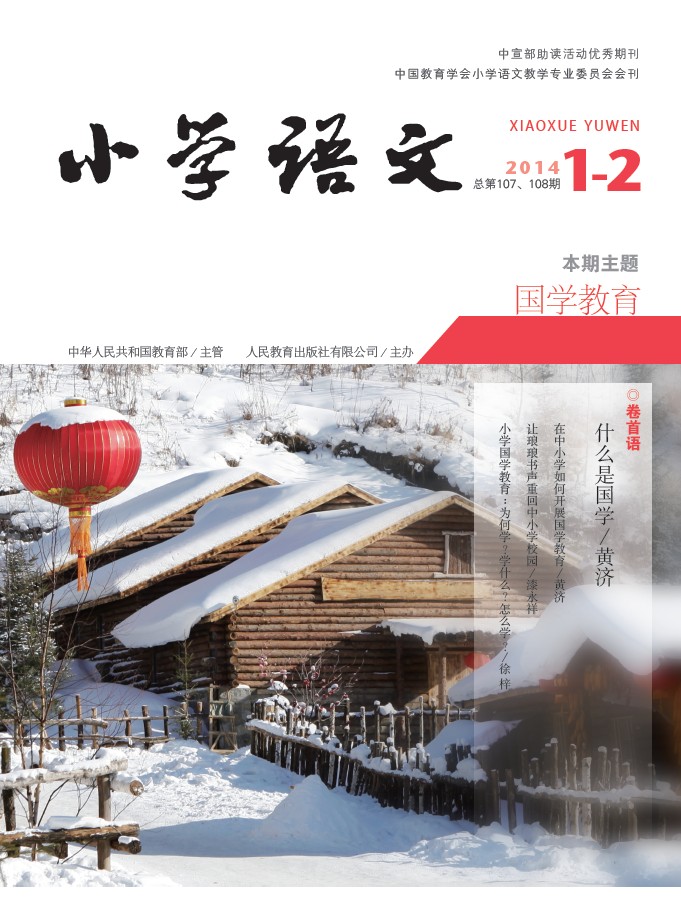 中宣部助读活动优秀期刊
中国教育学会小学语文教学专业委员会会刊
小学语文
XIAOXUE YUWEN
2014
总第107、108期
1-2
本期主题
国学教育
中华人民共和国教育部/主管 人民教育出版社有限公司/主办
◎卷首语
什么是国学/黄济
在中小学如何开展国学教育/黄济
让琅琅书声重回中小学校园/漆永祥
小学国学教育：为何学？学什么？怎么学？/徐梓